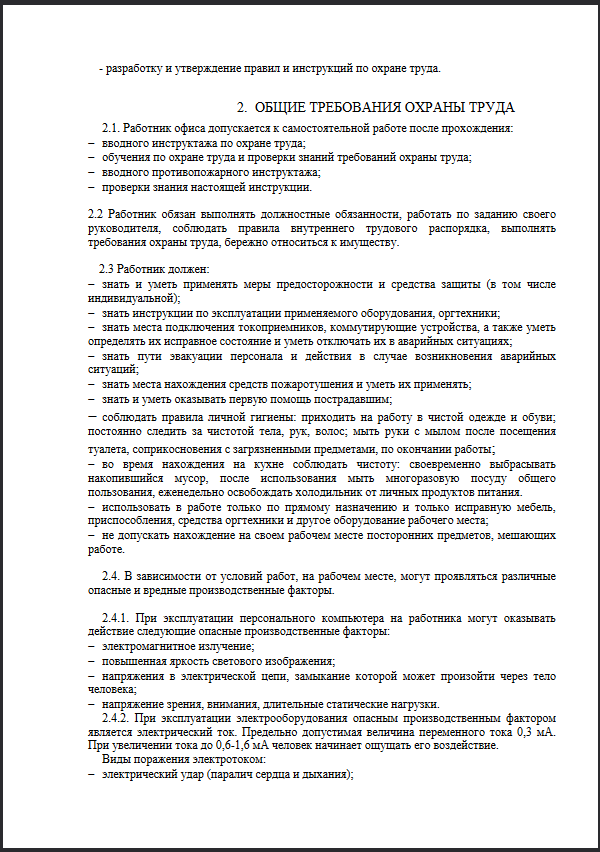 - разработку и утверждение правил и инструкций по охране труда.
2. ОБЩИЕ ТРЕБОВАНИЯ ОХРАНЫ ТРУДА
2.1. Работник офиса допускается к самостоятельной работе после прохождения:
– вводного инструктажа по охране труда;
– обучения по охране труда и проверки знаний требований охраны труда;
– вводного противопожарного инструктажа;
– проверки знания настоящей инструкции.
2.2 Работник обязан выполнять должностные обязанности, работать по заданию своего
руководителя, соблюдать правила внутреннего трудового распорядка, выполнять
требования охраны труда, бережно относиться к имуществу.
2.3 Работник должен:
– знать и уметь применять меры предосторожности и средства защиты (в том числе
индивидуальной);
– знать инструкции по эксплуатации применяемого оборудования, оргтехники;
– знать места подключения токоприемников, коммутирующие устройства, а также уметь
определять их исправное состояние и уметь отключать их в аварийных ситуациях;
– знать пути эвакуации персонала и действия в случае возникновения аварийных
ситуаций;
– знать места нахождения средств пожаротушения и уметь их применять;
– знать и уметь оказывать первую помощь пострадавшим;
– соблюдать правила личной гигиены: приходить на работу в чистой одежде и обуви;
постоянно следить за чистотой тела, рук, волос; мыть руки с мылом после посещения
туалета, соприкосновения с загрязненными предметами, по окончании работы;
– во время нахождения на кухне соблюдать чистоту: своевременно выбрасывать
накопившийся мусор, после использования мыть многоразовую посуду общего
пользования, еженедельно освобождать холодильник от личных продуктов питания.
– использовать в работе только по прямому назначению и только исправную мебель,
приспособления, средства оргтехники и другое оборудование рабочего места;
– не допускать нахождение на своем рабочем месте посторонних предметов, мешающих
работе.
2.4. В зависимости от условий работ, на рабочем месте, могут проявляться различные
опасные и вредные производственные факторы.
2.4.1. При эксплуатации персонального компьютера на работника могут оказывать
действие следующие опасные производственные факторы:
– электромагнитное излучение;
– повышенная яркость светового изображения;
– напряжения в электрической цепи, замыкание которой может произойти через тело
человека;
– напряжение зрения, внимания, длительные статические нагрузки.
2.4.2. При эксплуатации электрооборудования опасным производственным фактором
является электрический ток. Предельно допустимая величина переменного тока 0,3 мА.
При увеличении тока до 0,6-1,6 мА человек начинает ощущать его воздействие.
Виды поражения электротоком:
– электрический удар (паралич сердца и дыхания);